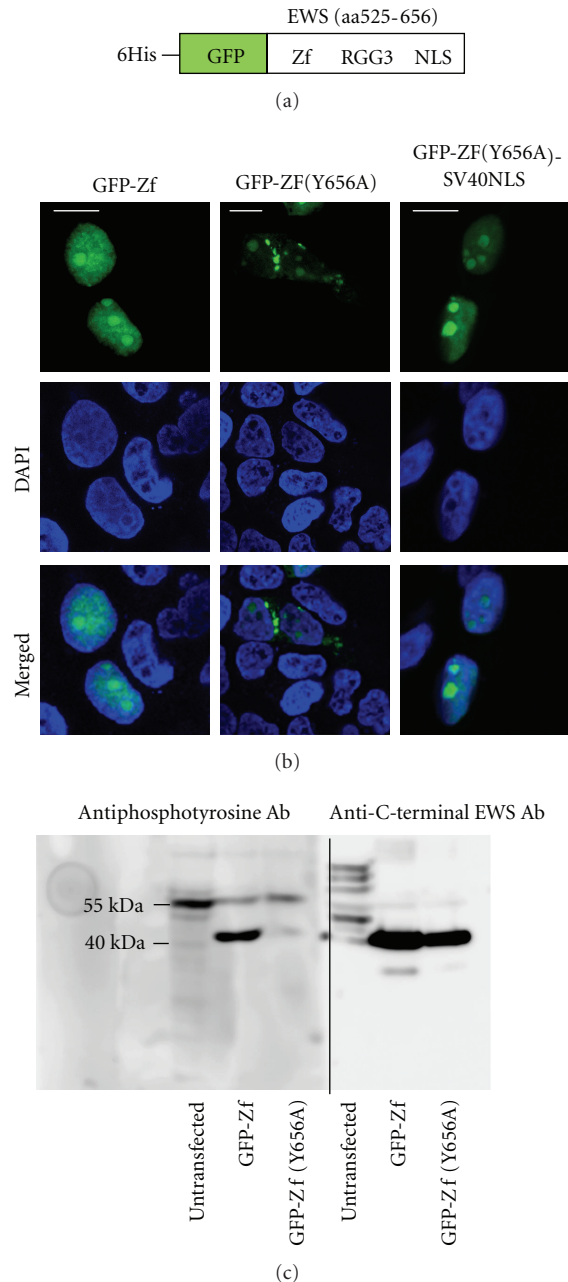 EWS (aa525-656)
6His
GFP
Zf
RGG3
NLS
(a)
GFP-Zf
GFP-ZF(Y656A)
GFP-ZF(Y656A)-
SV40NLS
DAPI
Merged
(b)
Antiphosphotyrosine Ab
Anti-C-terminal EWS Ab
55 kDa
40 kDa
Untransfected
GFP-Zf
GFP-Zf (Y656A)
Untransfected
GFP-Zf
GFP-Zf (Y656A)
(c)